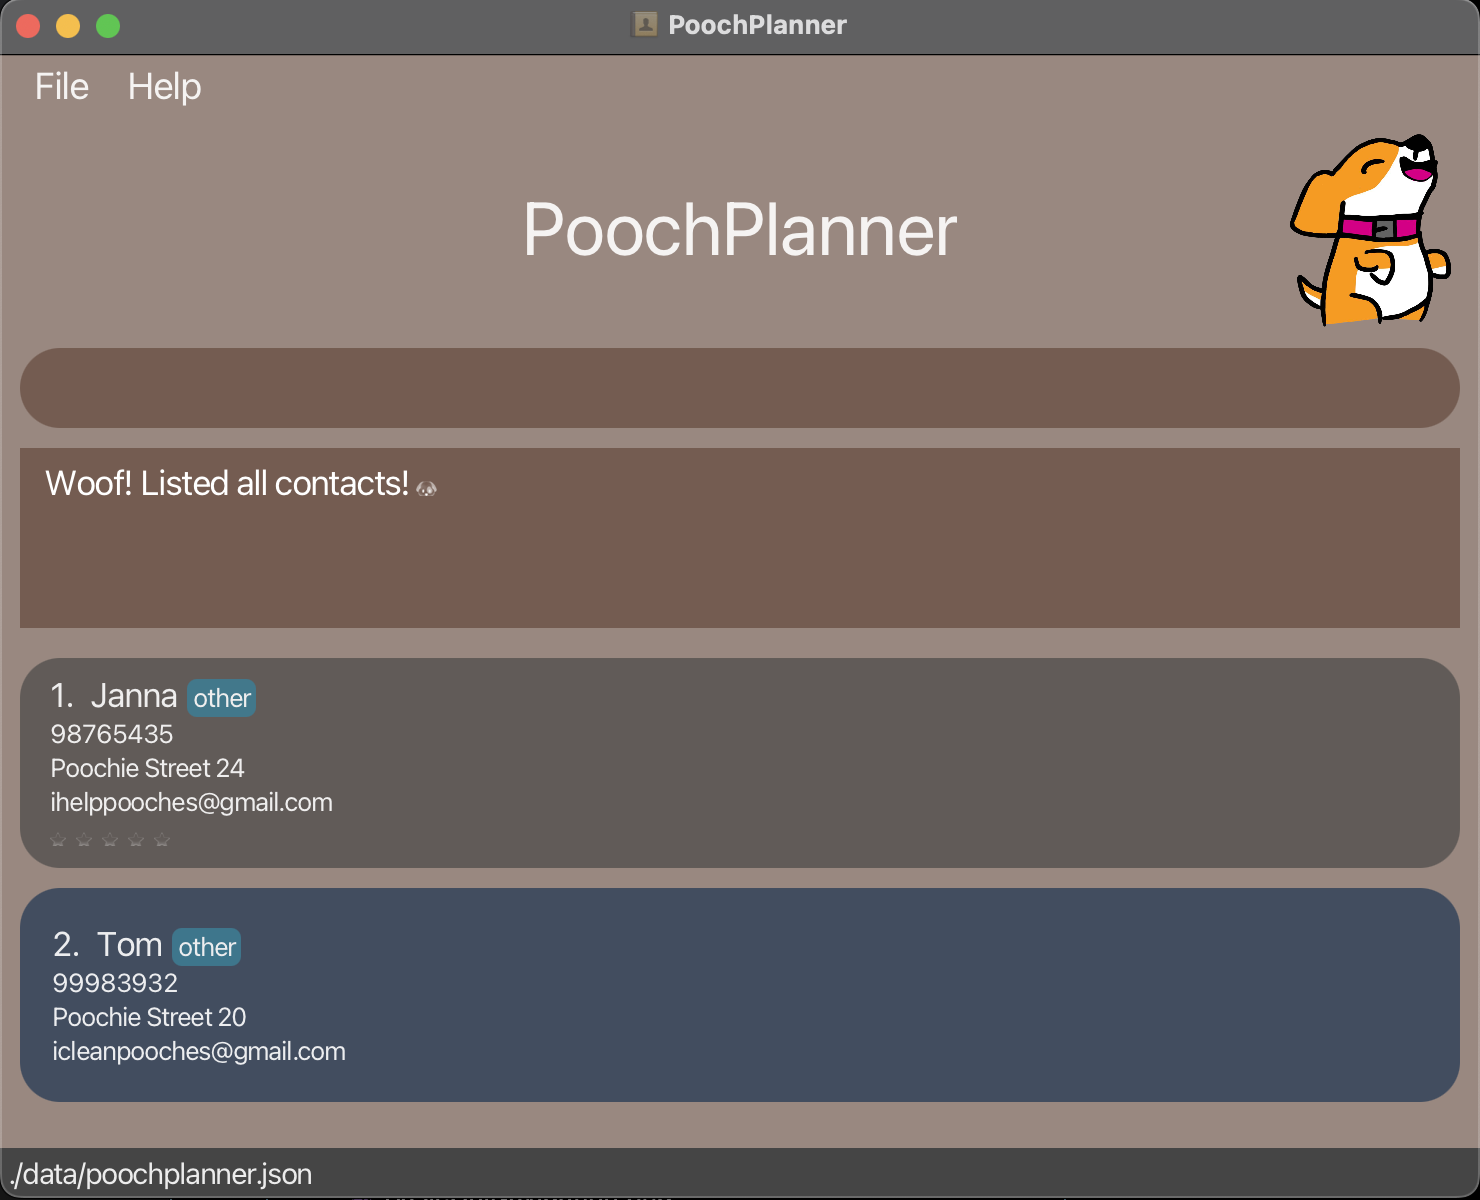 PoochPlanner
File Help
PoochPlanner
Woof! Listed all contacts!
1. Janna other
98765435
Poochie Street 24
ihelppooches@gmail.com
2. Tom other
99983932
Poochie Street 20
icleanpooches@gmail.com
./data/poochplanner.json